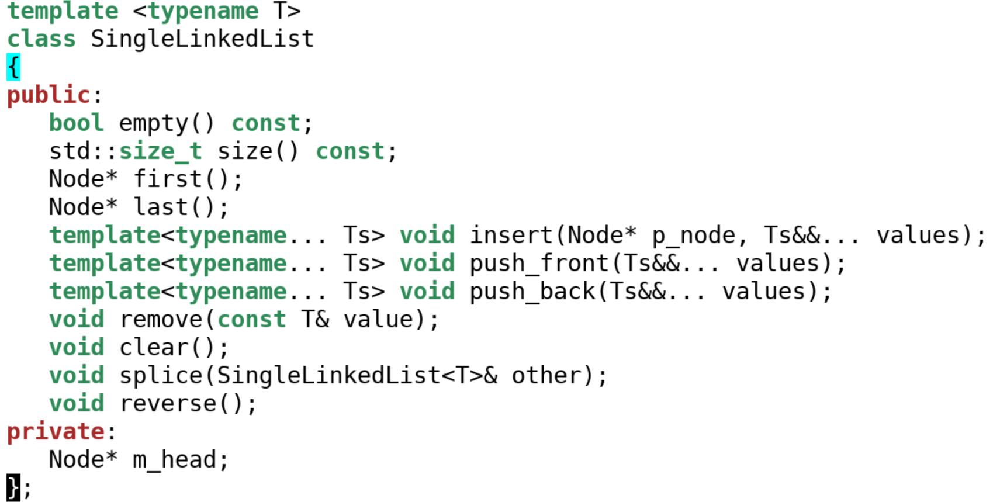 template <typename T>
class SingleLinkedList
{
public:
   bool empty() const;
   std::size_t size() const;
   Node* first();
   Node* last();
   template<typename... Ts> void insert(Node* p_node, Ts&&... values);
   template<typename... Ts> void push_front(Ts&&... values);
   template<typename... Ts> void push_back(Ts&&... values);
   void remove(const T& value);
   void clear();
   void splice(SingleLinkedList<T>& other);
   void reverse();
private:
   Node* m_head;
};